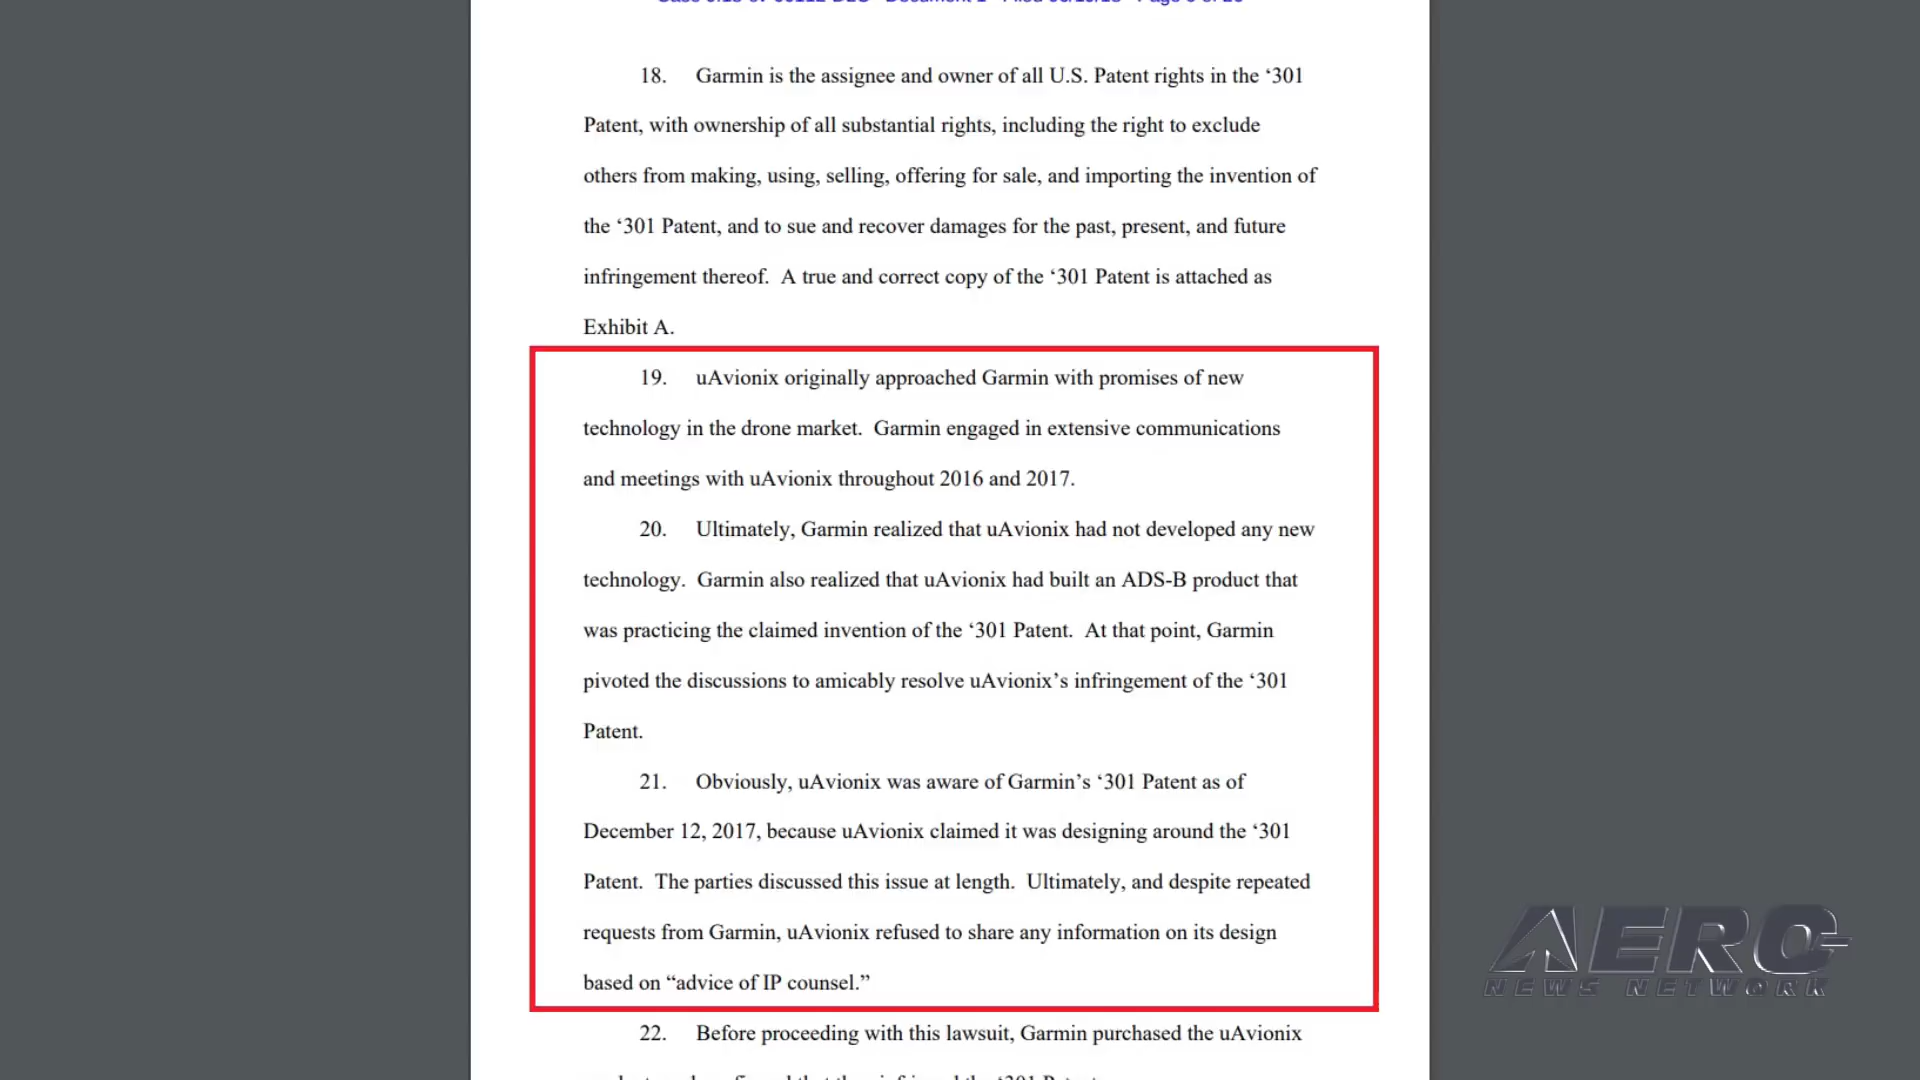 18. Garmin is the assignee and owner of all U.S. Patent rights in the ‘301
Patent, with ownership of all substantial rights, including the right to exclude
others from making, using, selling, offering for sale, and importing the invention of
the ‘301 Patent, and to sue and recover damages for the past, present, and future
infringement thereof.  A true and correct copy of the ‘301 Patent is attached as
Exhibit A.
19. uAvionix originally approached Garmin with promises of new
technology in the drone market.  Garmin engaged in extensive communications
and meetings with uAvionix throughout 2016 and 2017.
20. Ultimately, Garmin realized that uAvionix had not developed any new
technology.  Garmin also realized that uAvionix had built an ADS-B product that
was practicing the claimed invention of the ‘301 Patent.  At that point, Garmin
pivoted the discussions to amicably resolve uAvionix’s infringement of the ‘301
Patent.
21. Obviously, uAvionix was aware of Garmin’s ‘301 Patent as of
December 12, 2017, because uAvionix claimed it was designing around the ‘301
Patent.  The parties discussed this issue at length.  Ultimately, and despite repeated
requests from Garmin, uAvionix refused to share any information on its design
based on “advice of IP counsel.”
22. Before proceeding with this lawsuit, Garmin purchased the uAvionix
AERO
NEWS NETWORK